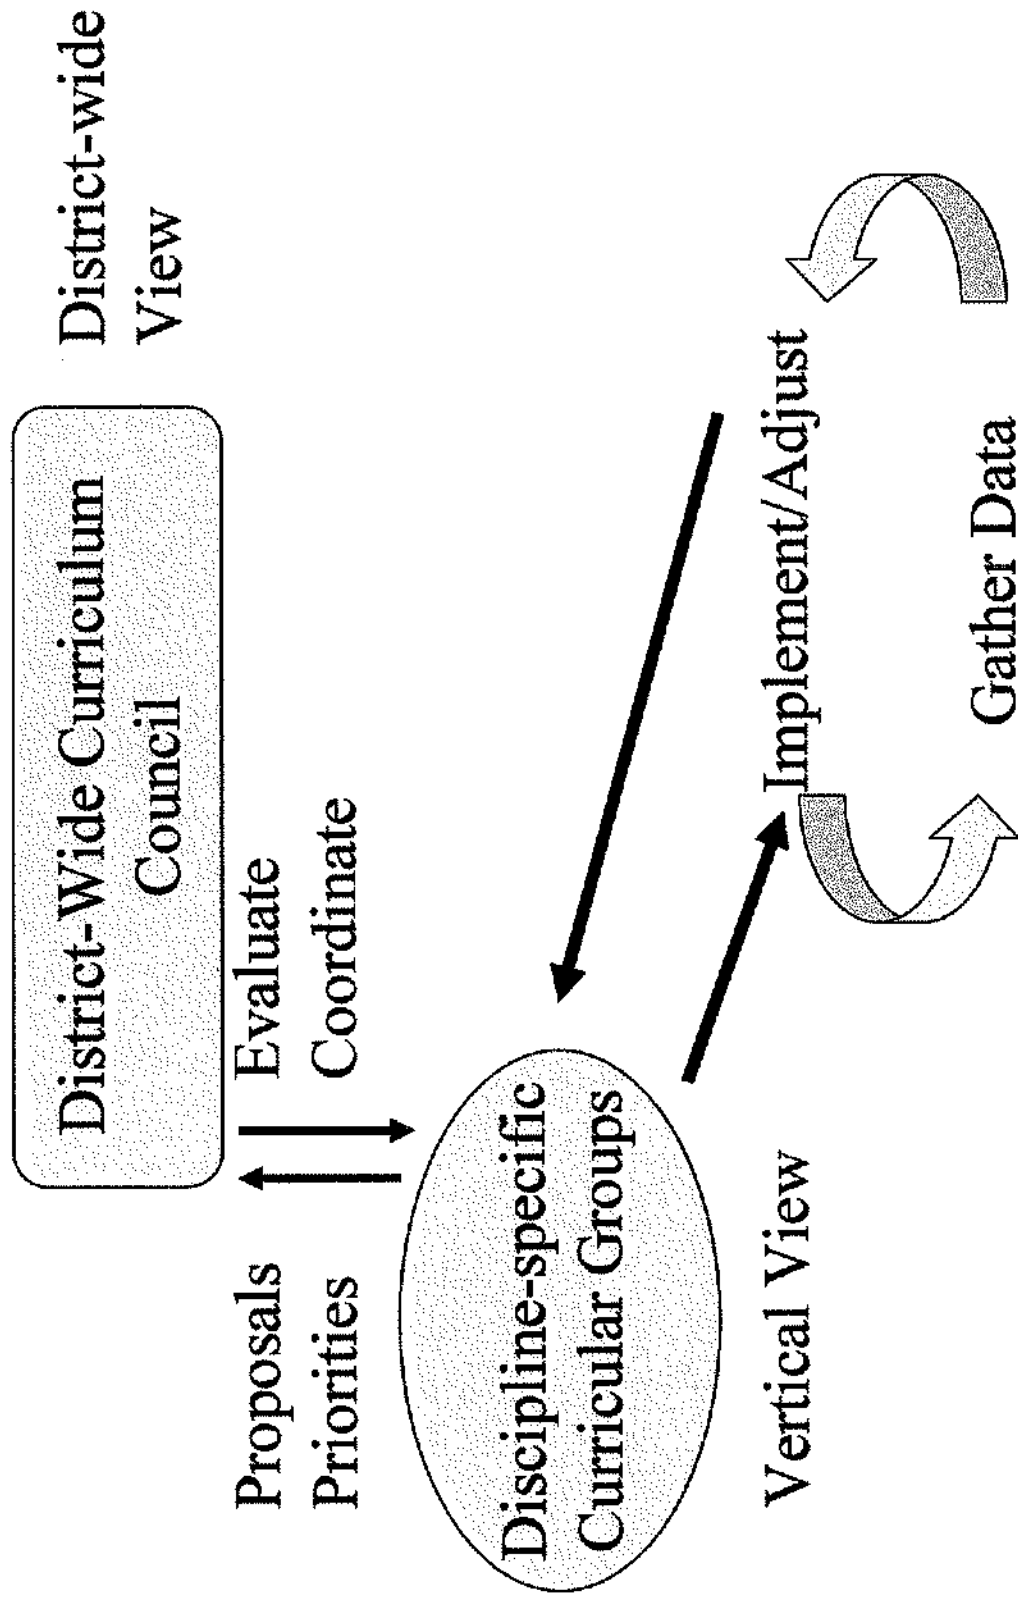 District-Wide Curriculum
Council
District-wide
View
Proposals
Priorities
Evaluate
Coordinate
Discipline-specific
Curricular Groups
Vertical View
Implement/Adjust
Gather Data